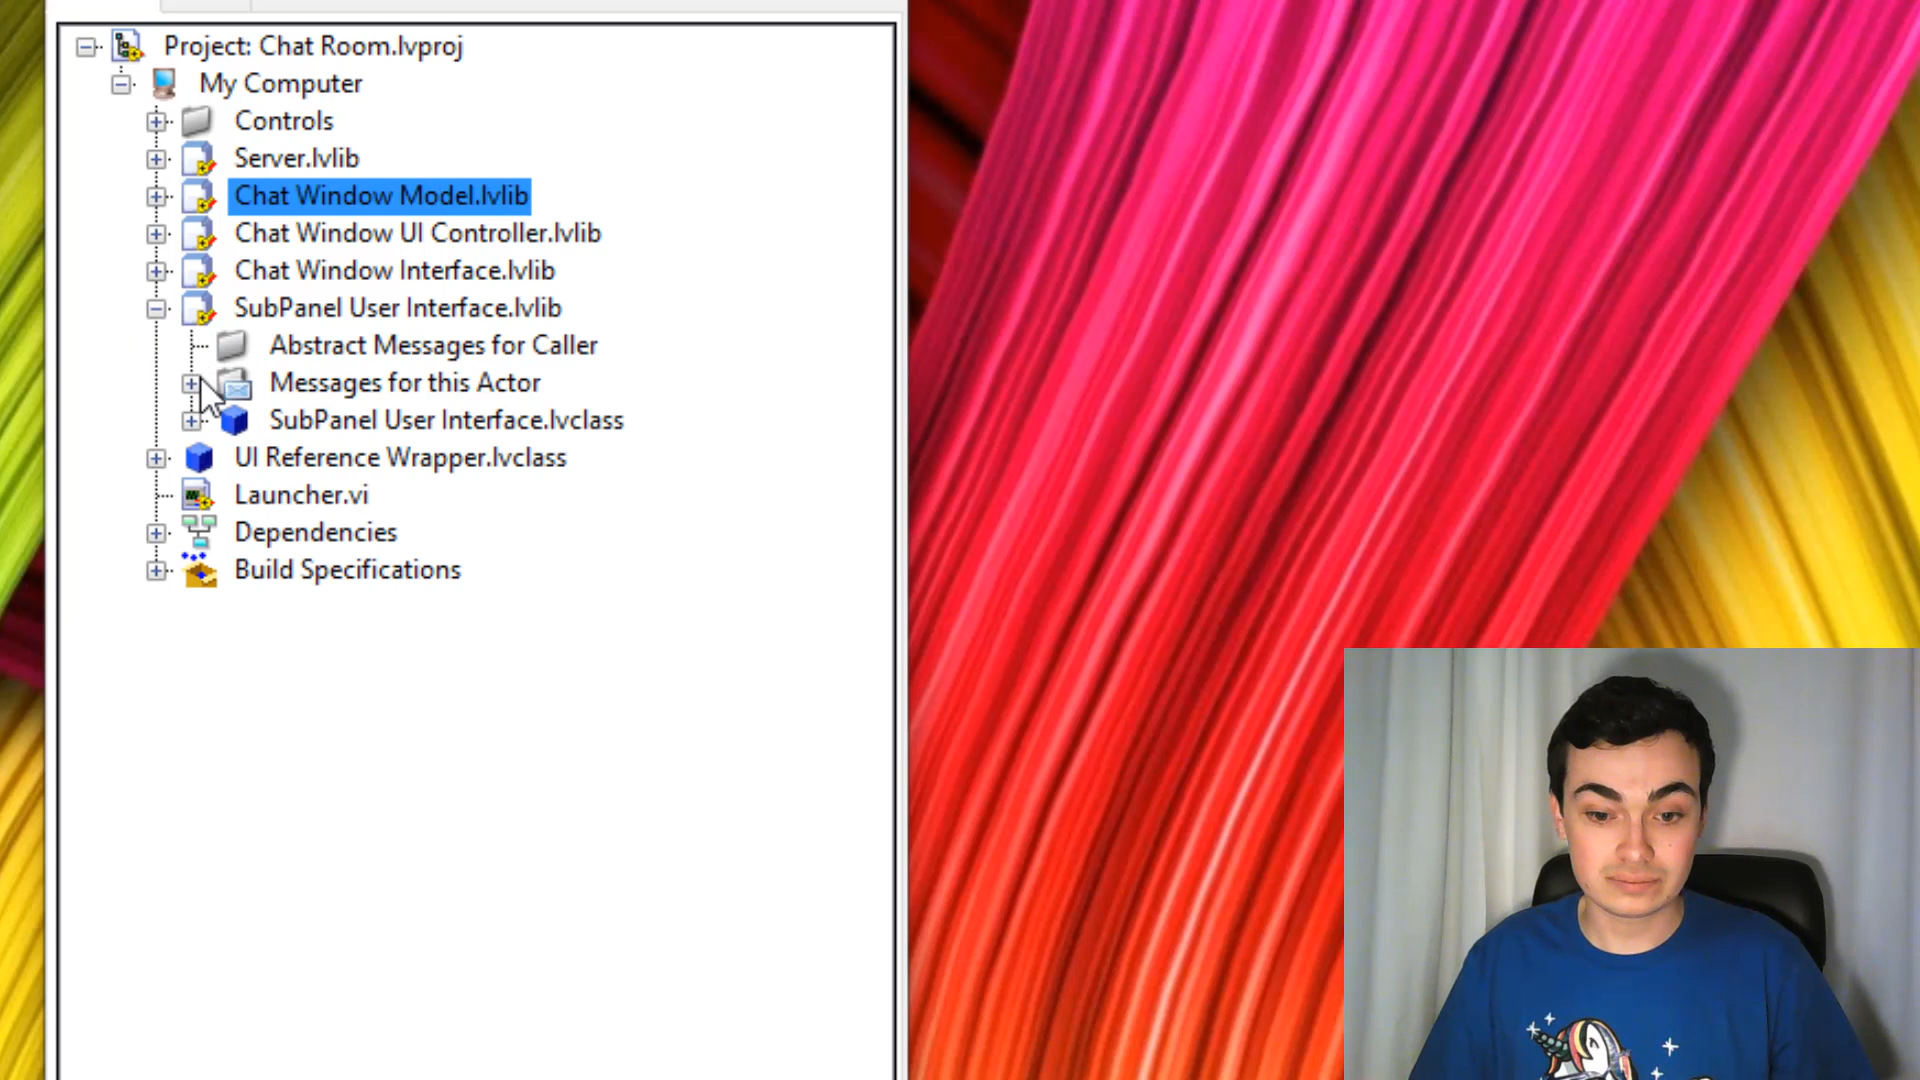 Project: Chat Room.lvproj
My Computer
Controls
Server.lvlib
Chat Window Model.lvlib
Chat Window UI Controller.lvlib
Chat Window Interface.lvlib
SubPanel User Interface.lvlib
Abstract Messages for Caller
Messages for this Actor
SubPanel User Interface.lvclass
UI Reference Wrapper.lvclass
Launcher.vi
Dependencies
Build Specifications